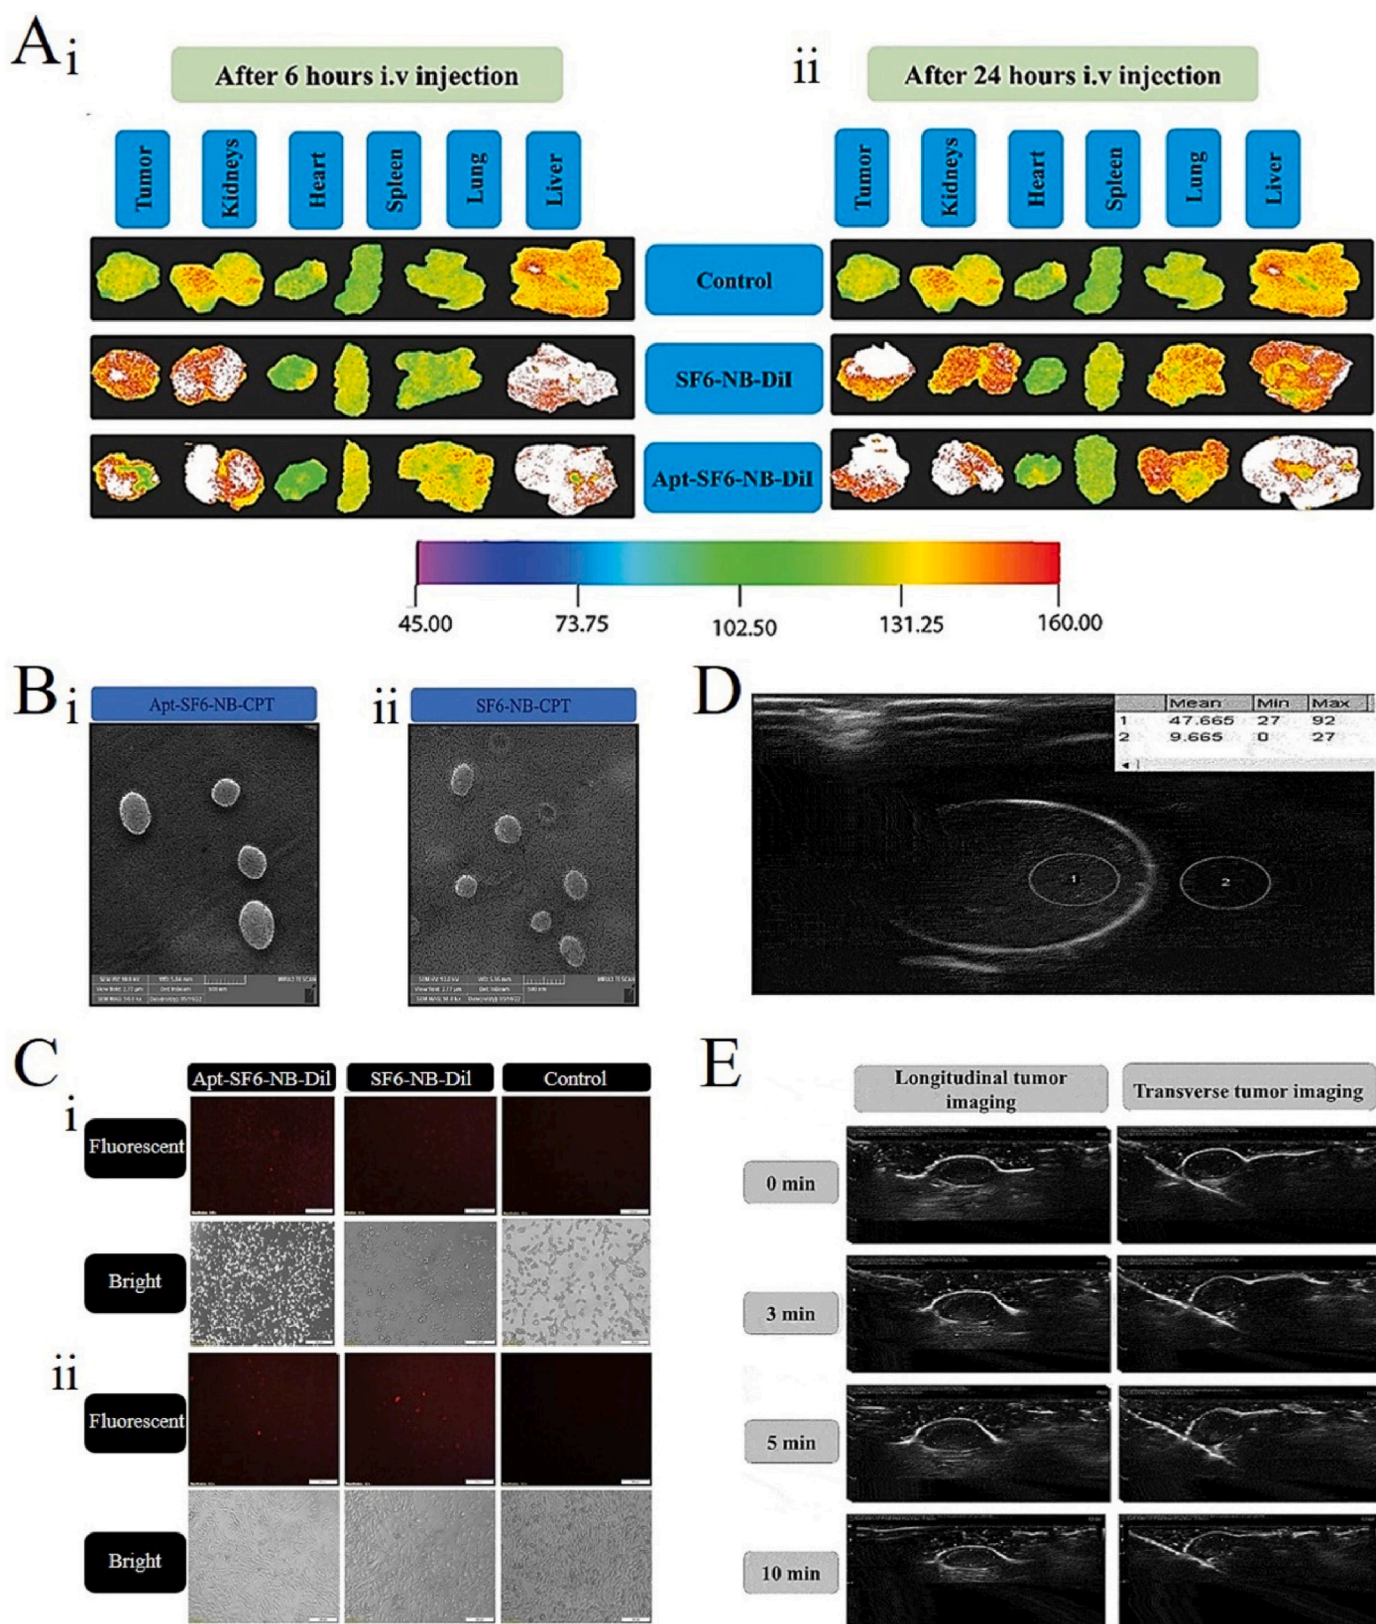 A i
After 6 hours i.v injection
ii
After 24 hours i.v injection
Tumor
Kidneys
Heart
Spleen
Lung
Liver
Tumor
Kidneys
Heart
Spleen
Lung
Liver
Control
SF6-NB-DiI
Apt-SF6-NB-DiI
45.00 73.75 102.50 131.25 160.00
B i
Apt-SF6-NB-CPT
ii
SF6-NB-CPT
D
Mean Min Max
1 47.665 27 92
2 9.665 0 27
1
2
C
Apt-SF6-NB-Dil SF6-NB-Dil Control
i
Fluorescent
Bright
ii
Fluorescent
Bright
E
Longitudinal tumor
imaging
Transverse tumor imaging
0 min
3 min
5 min
10 min